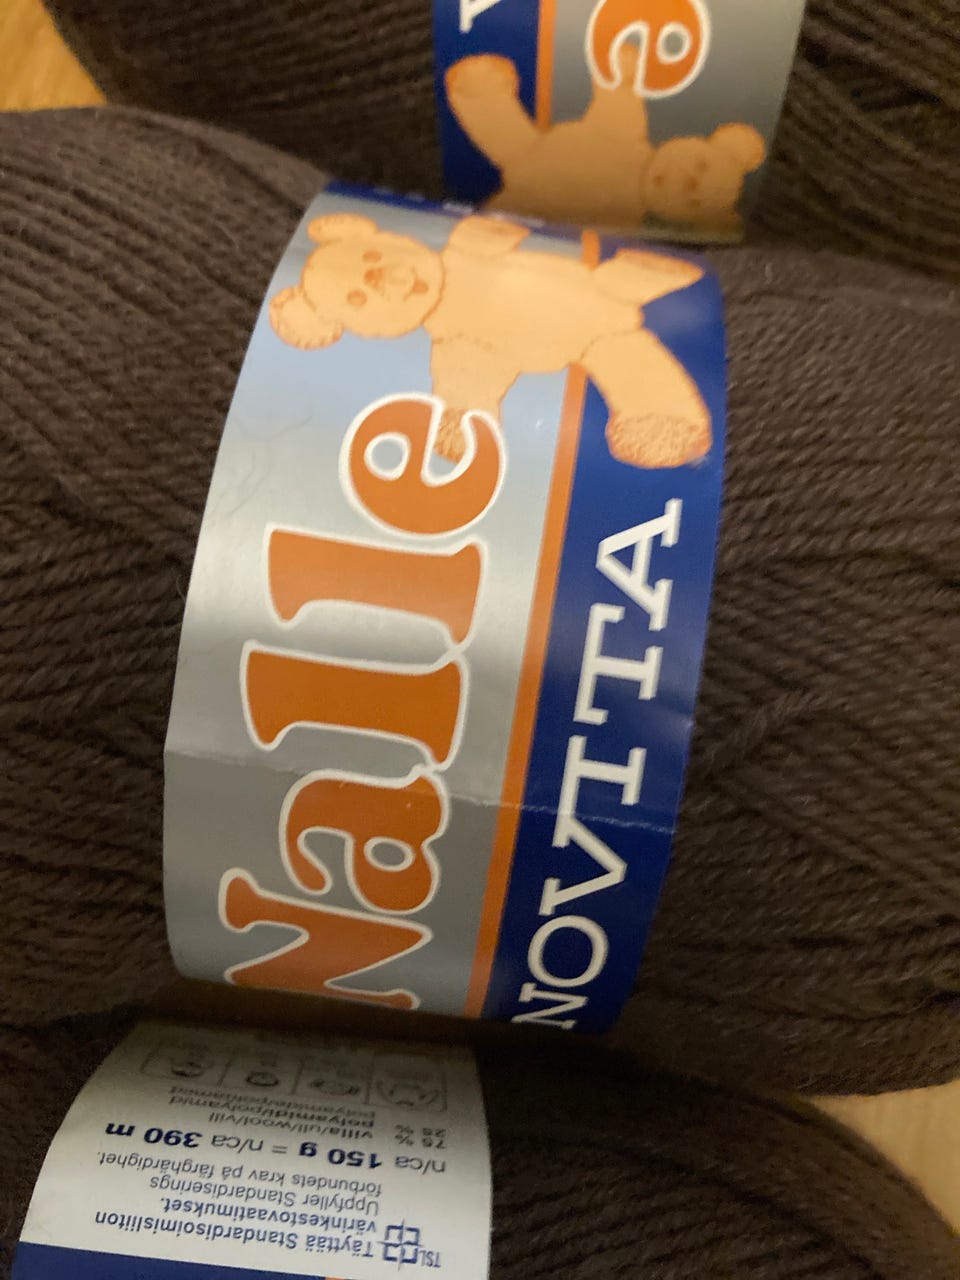 Nalle
NOVITA
TSL
Täyttää Standardisoimisliiton
värinkestovaatimukset.
Uppfyller Standardiserings
förbundets krav på färghärdighet.
n/ca 150 g = n/ca 390 m
75 % villa/ull/wool/vill
25 % polyamidi/polyamid
e